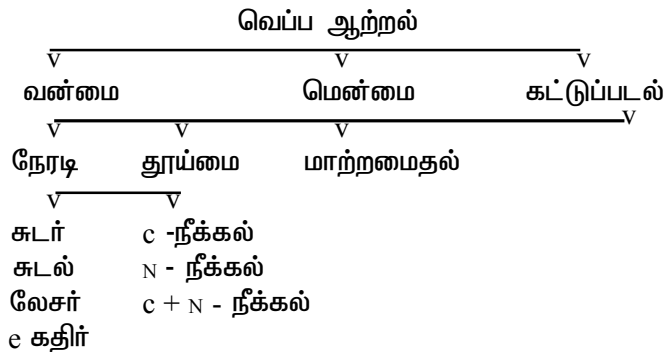 வெப்ப ஆற்றல்
v v v
வன்மை மென்மை கட்டுப்படல்
v v v v
நேரடி தூய்மை மாற்றமைதல்
v v
சுடர் c -நீக்கல்
சுடல் N - நீக்கல்
லேசர் c + N - நீக்கல்
e கதிர்